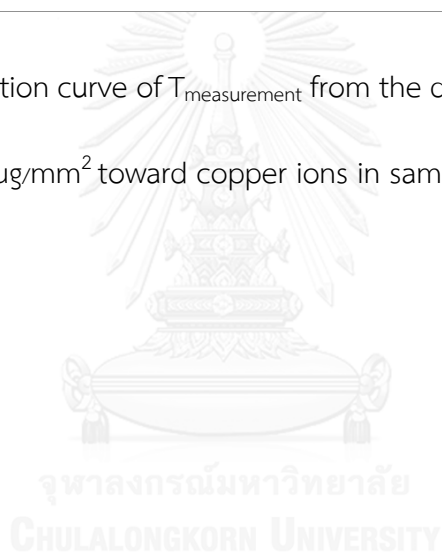 tion curve of Tmeasurement from the d
ug/mm2 toward copper ions in sam
จุฬาลงกรณ์มหาวิทยาลัย
CHULALONGKORN UNIVERSITY